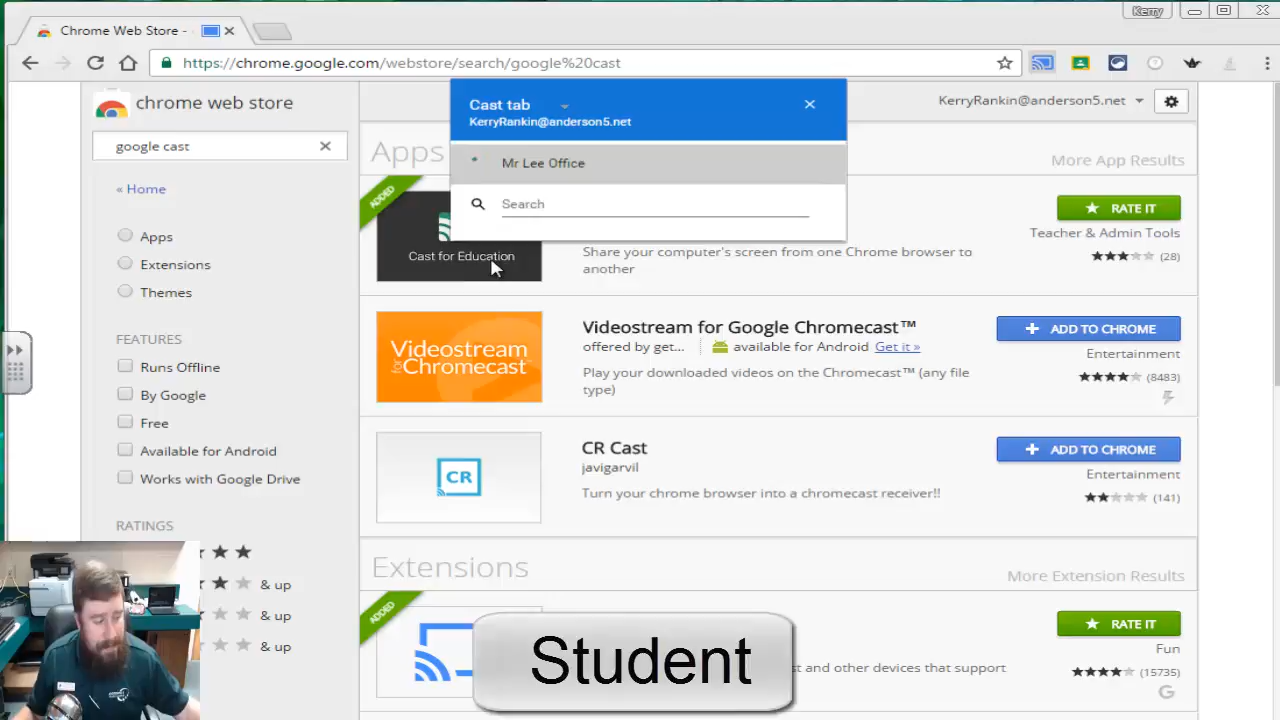 Kerry
Chrome Web Store -
https://chrome.google.com/webstore/search/google%20cast
chrome web store
KerryRankin@anderson5.net
Cast tab
KerryRankin@anderson5.net
Mr Lee Office
Search
google cast
« Home
Apps
Extensions
Themes
FEATURES
Runs Offline
By Google
Free
Available for Android
Works with Google Drive
RATINGS
& up
& up
& up
Apps
More App Results
ADDED
Cast for Education
Share your computer's screen from one Chrome browser to
another
RATE IT
Teacher & Admin Tools
(28)
Videostream
for
Chromecast™
Videostream for Google Chromecast™
offered by get...
available for Android Get it »
Play your downloaded videos on the Chromecast™ (any file
type)
ADD TO CHROME
Entertainment
(8483)
CR
CR Cast
javigarvil
Turn your chrome browser into a chromecast receiver!!
ADD TO CHROME
Entertainment
(141)
Extensions
More Extension Results
ADDED
st and other devices that support
RATE IT
Fun
(15735)
Student